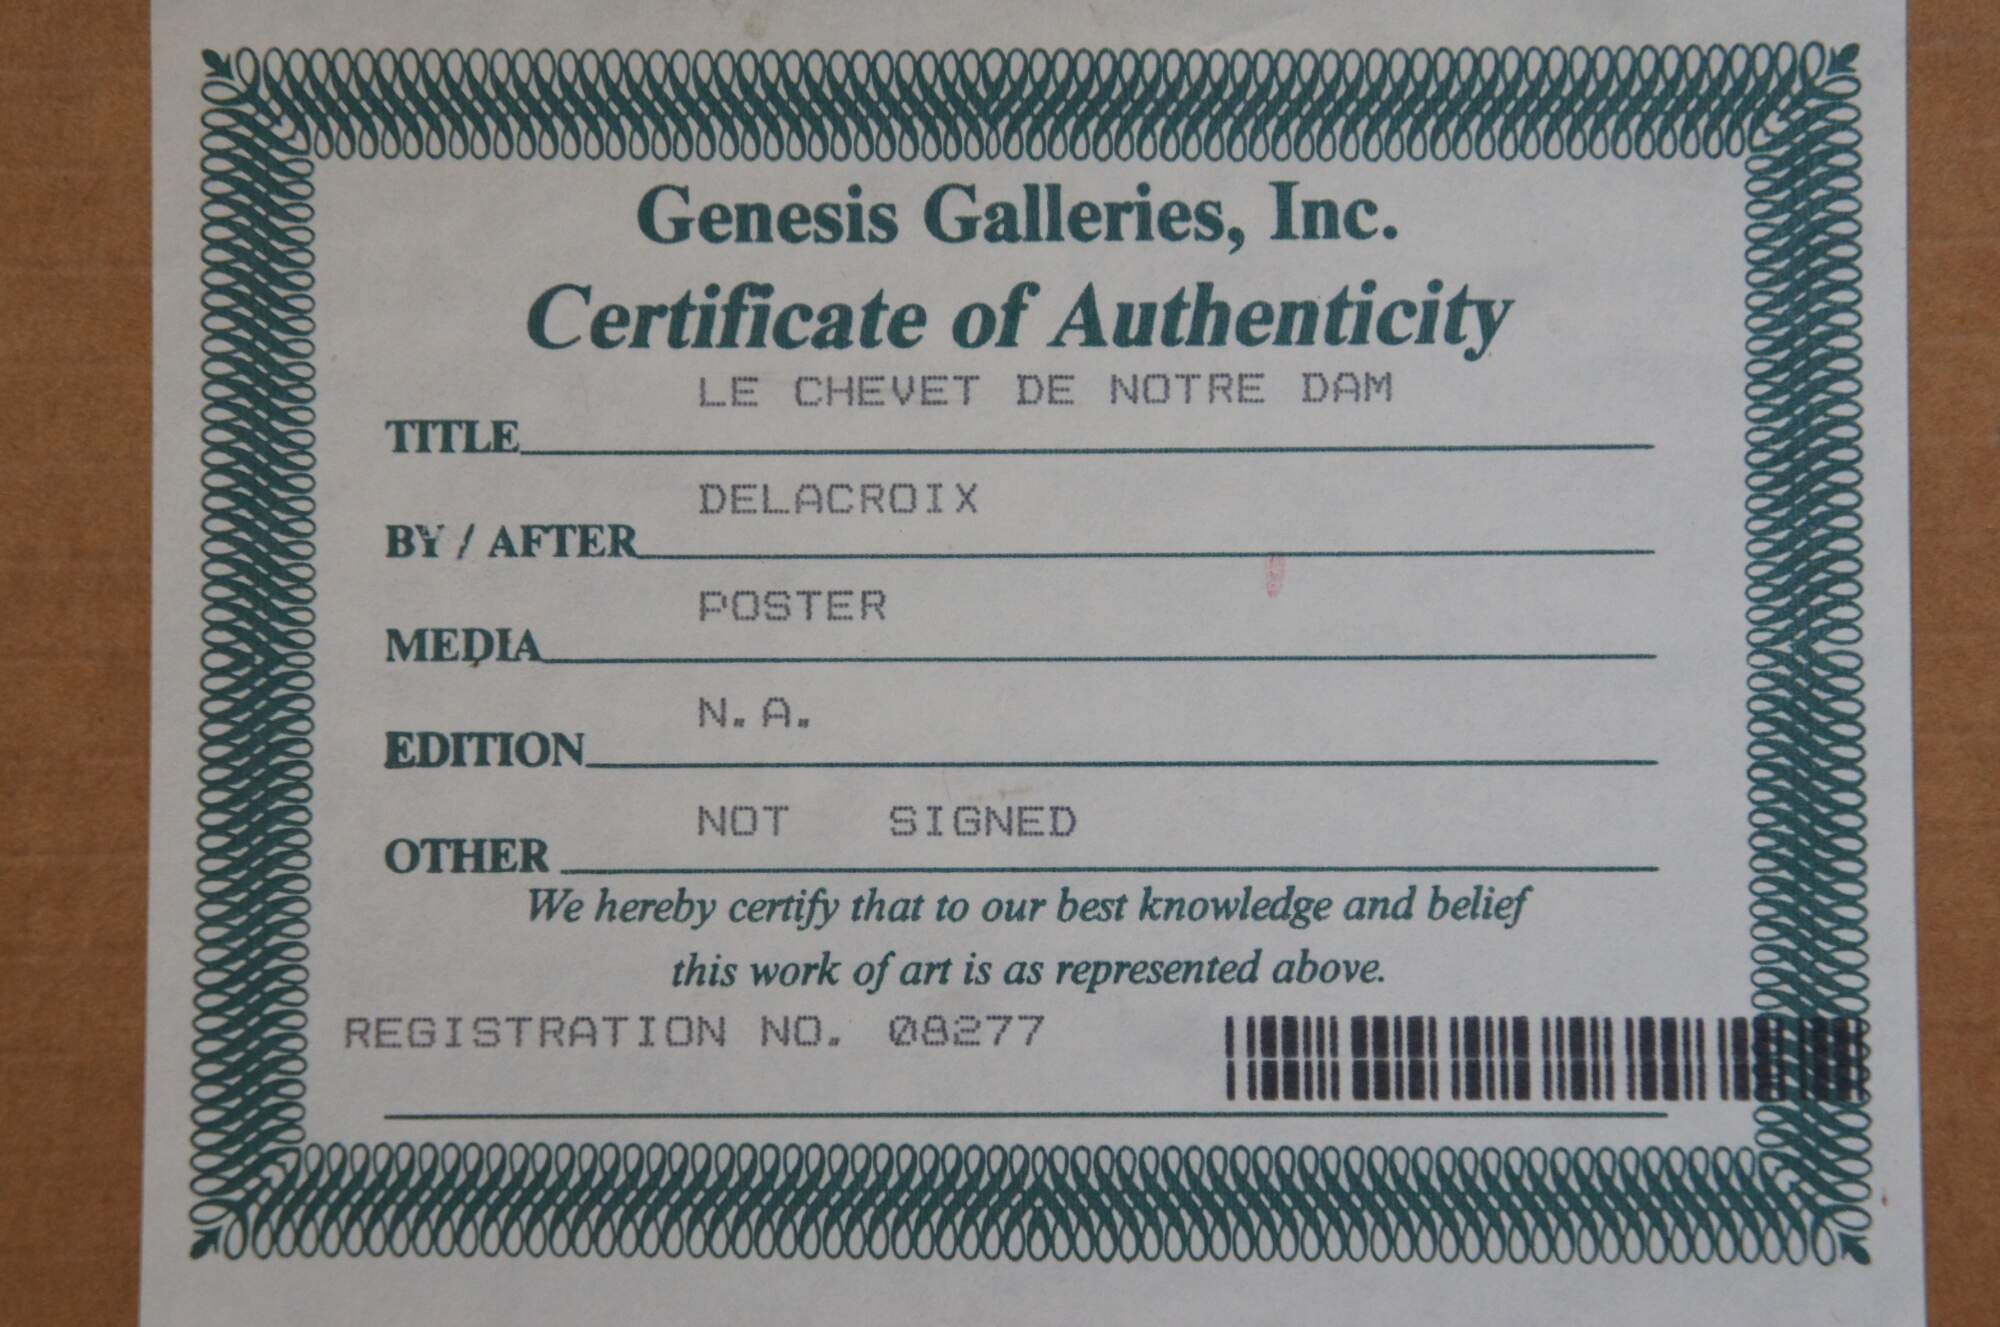 Genesis Galleries, Inc.
Certificate of Authenticity
LE CHEVET DE NOTRE DAM
TITLE
DELACROIX
BY / AFTER
POSTER
MEDIA
N.A.
EDITION
NOT SIGNED
OTHER
We hereby certify that to our best knowledge and belief
this work of art is as represented above.
REGISTRATION NO. 08277